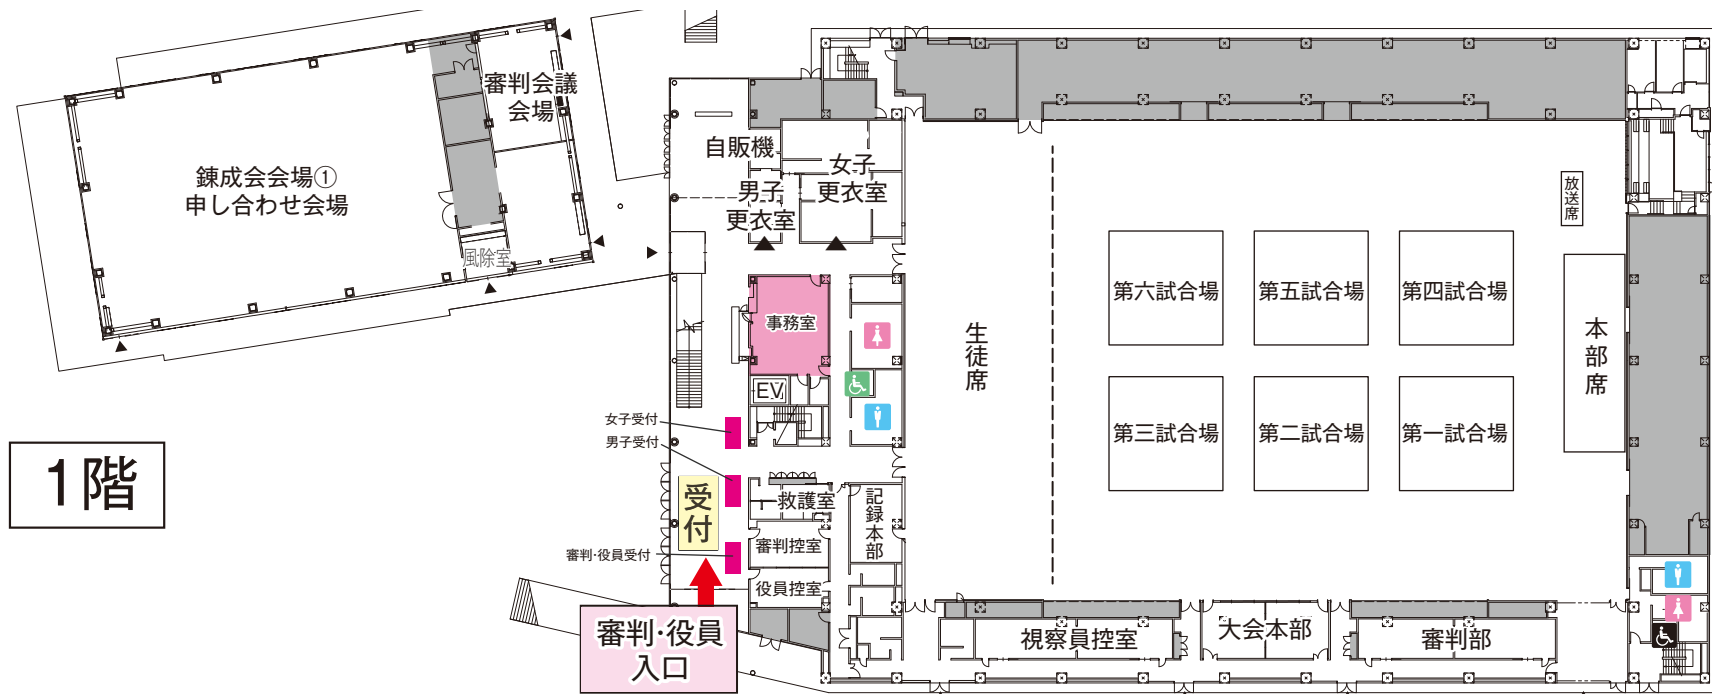 審判会議
会場
錬成会会場①
申し合わせ会場
風除室
自販機
女子
更衣室
男子
更衣室
放送席
事務室
EV
生徒席
第六試合場
第五試合場
第四試合場
第三試合場
第二試合場
第一試合場
本部席
女子受付
男子受付
受付
救護室
記録本部
審判・役員受付
審判控室
役員控室
1階
審判・役員
入口
視察員控室
大会本部
審判部